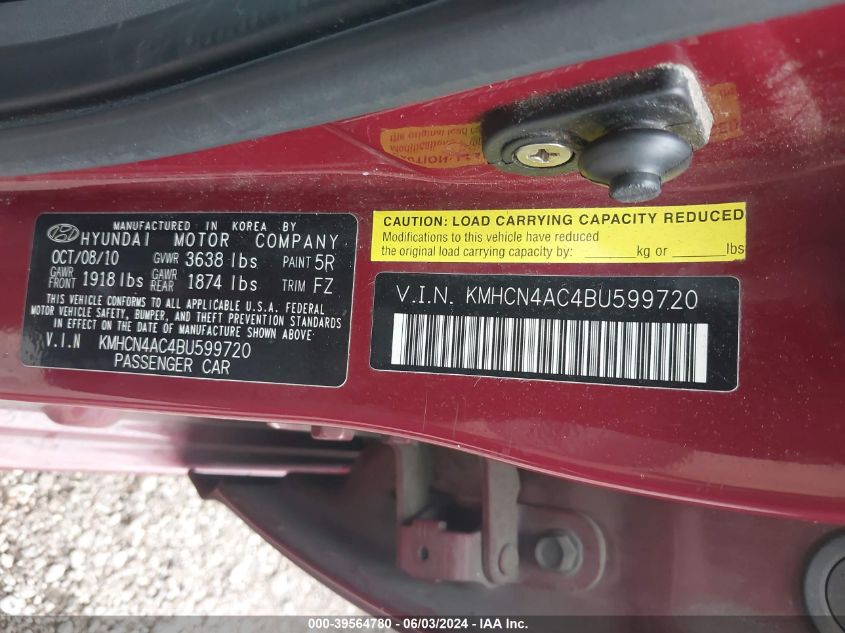 MANUFACTURED IN KOREA BY
HYUNDAI MOTOR COMPANY
OCT/08/10 GVWR 3638 lbs PAINT 5R
GAWR FRONT 1918 lbs GAWR REAR 1874 lbs TRIM FZ
THIS VEHICLE CONFORMS TO ALL APPLICABLE U.S.A. FEDERAL
MOTOR VEHICLE SAFETY, BUMPER, AND THEFT PREVENTION STANDARDS
IN EFFECT ON THE DATE OF MANUFACTURE SHOWN ABOVE.
V.I.N KMHCN4AC4BU599720
PASSENGER CAR
CAUTION: LOAD CARRYING CAPACITY REDUCED
Modifications to this vehicle have reduced
the original load carrying capacity by ______ kg or ______ lbs
V.I.N. KMHCN4AC4BU599720
000-39564780 - 06/03/2024 - IAA Inc.